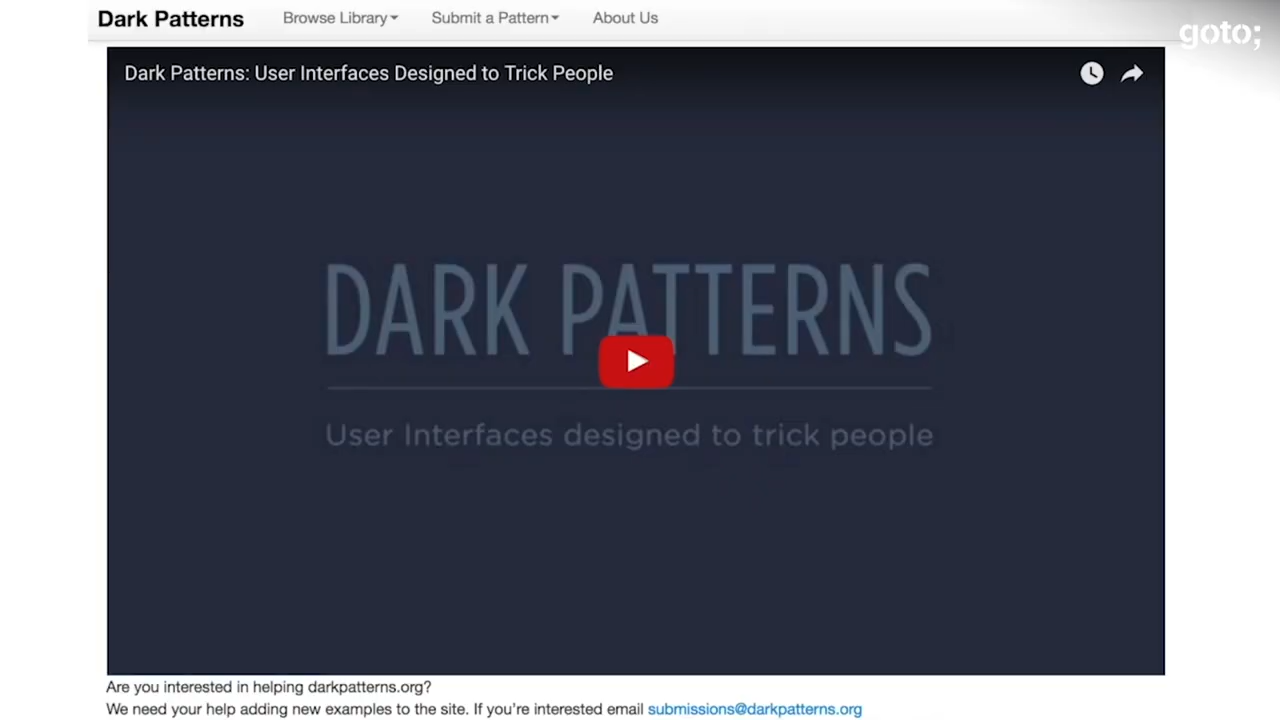 Dark Patterns Browse Library Submit a Pattern About Us
goto;
Dark Patterns: User Interfaces Designed to Trick People
DARK PATTERNS
User Interfaces designed to trick people
Are you interested in helping darkpatterns.org?
We need your help adding new examples to the site. If you're interested email submissions@darkpatterns.org